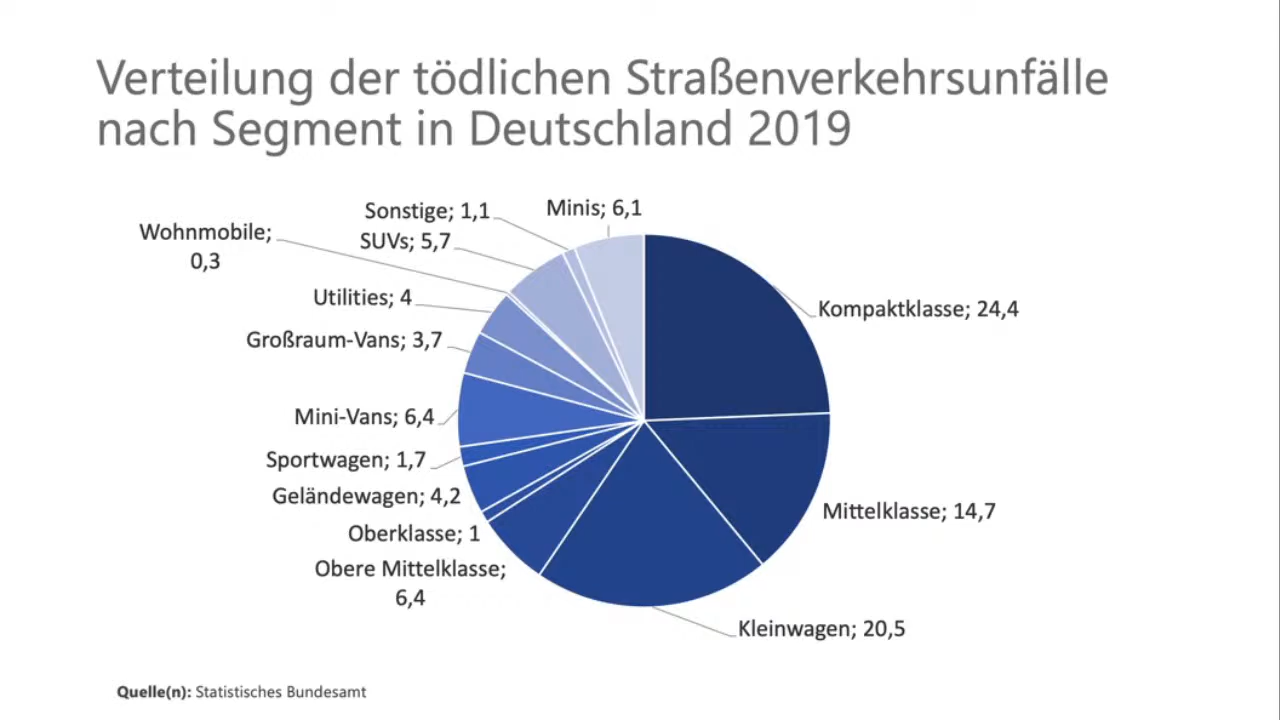 Verteilung der tödlichen Straßenverkehrsunfälle
nach Segment in Deutschland 2019
Sonstige; 1,1
Minis; 6,1
Wohnmobile;
0,3
SUVs; 5,7
Utilities; 4
Kompaktklasse; 24,4
Großraum-Vans; 3,7
Mini-Vans; 6,4
Sportwagen; 1,7
Geländewagen; 4,2
Mittelklasse; 14,7
Oberklasse; 1
Obere Mittelklasse;
6,4
Kleinwagen; 20,5
Quelle(n): Statistisches Bundesamt